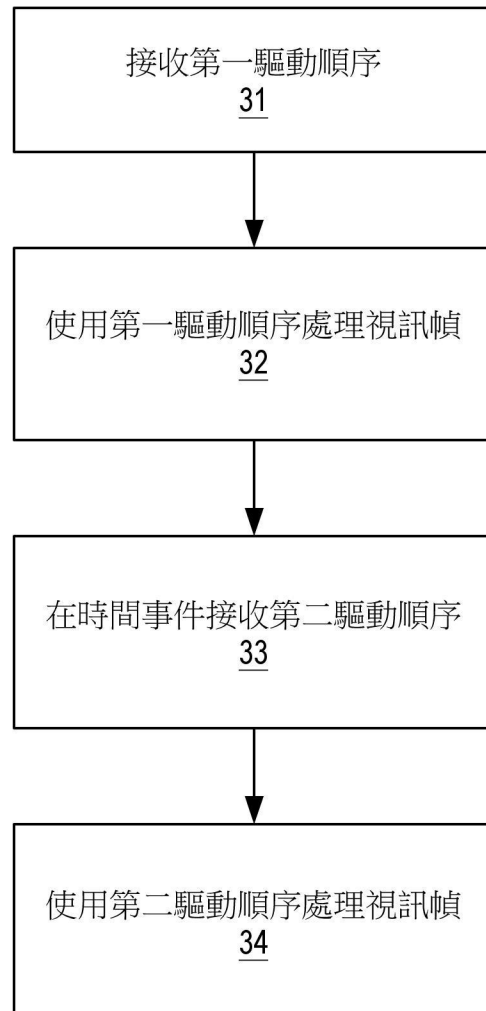 接收第一驅動順序
31
使用第一驅動順序處理視訊幀
32
在時間事件接收第二驅動順序
33
使用第二驅動順序處理視訊幀
34